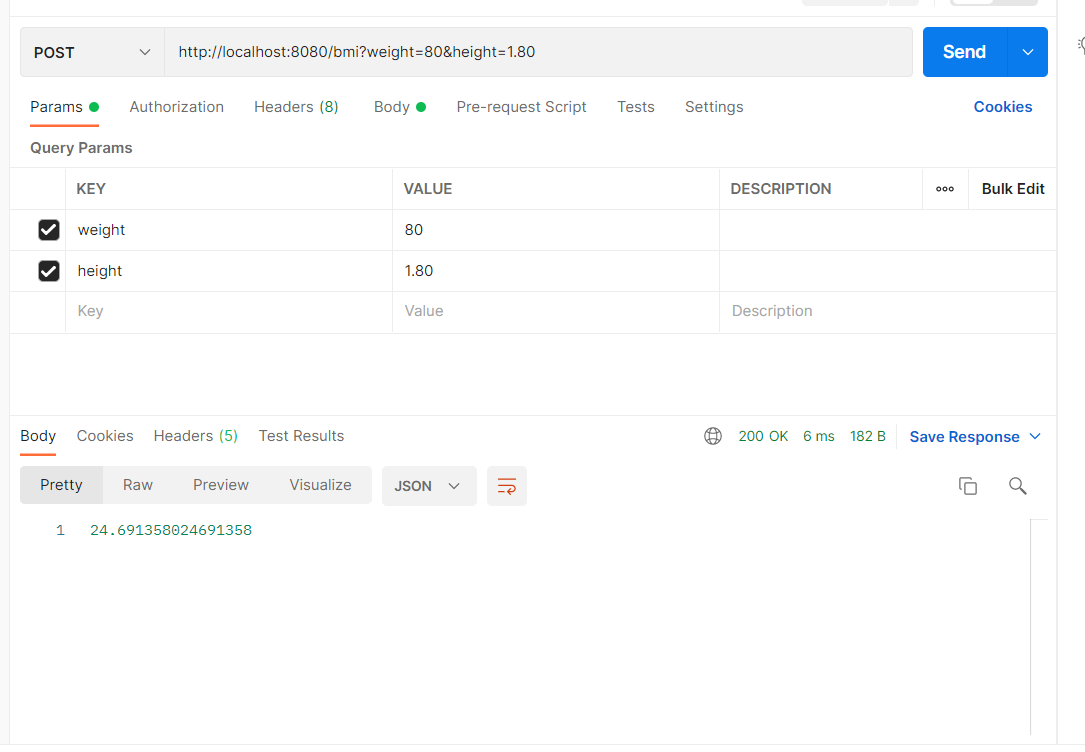 POST http://localhost:8080/bmi?weight=80&height=1.80 Send
Params Authorization Headers (8) Body Pre-request Script Tests Settings Cookies
Query Params
KEY VALUE DESCRIPTION Bulk Edit
weight 80
height 1.80
Key Value Description
Body Cookies Headers (5) Test Results 200 OK 6 ms 182 B Save Response
Pretty Raw Preview Visualize JSON
1 24.691358024691358